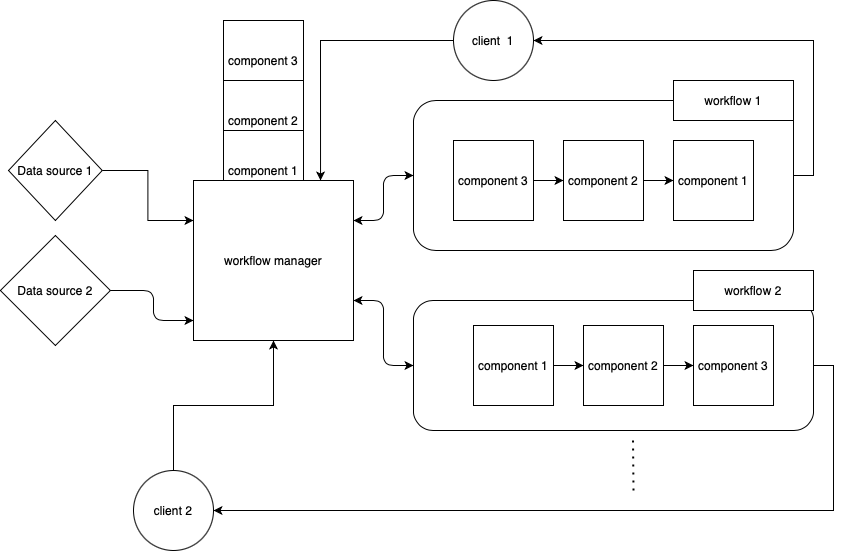 client  1
component 3
component 2
component 1
workflow 1
Data source 1
component 3
component 2
component 1
workflow manager
Data source 2
workflow 2
component 1
component 2
component 3
client 2